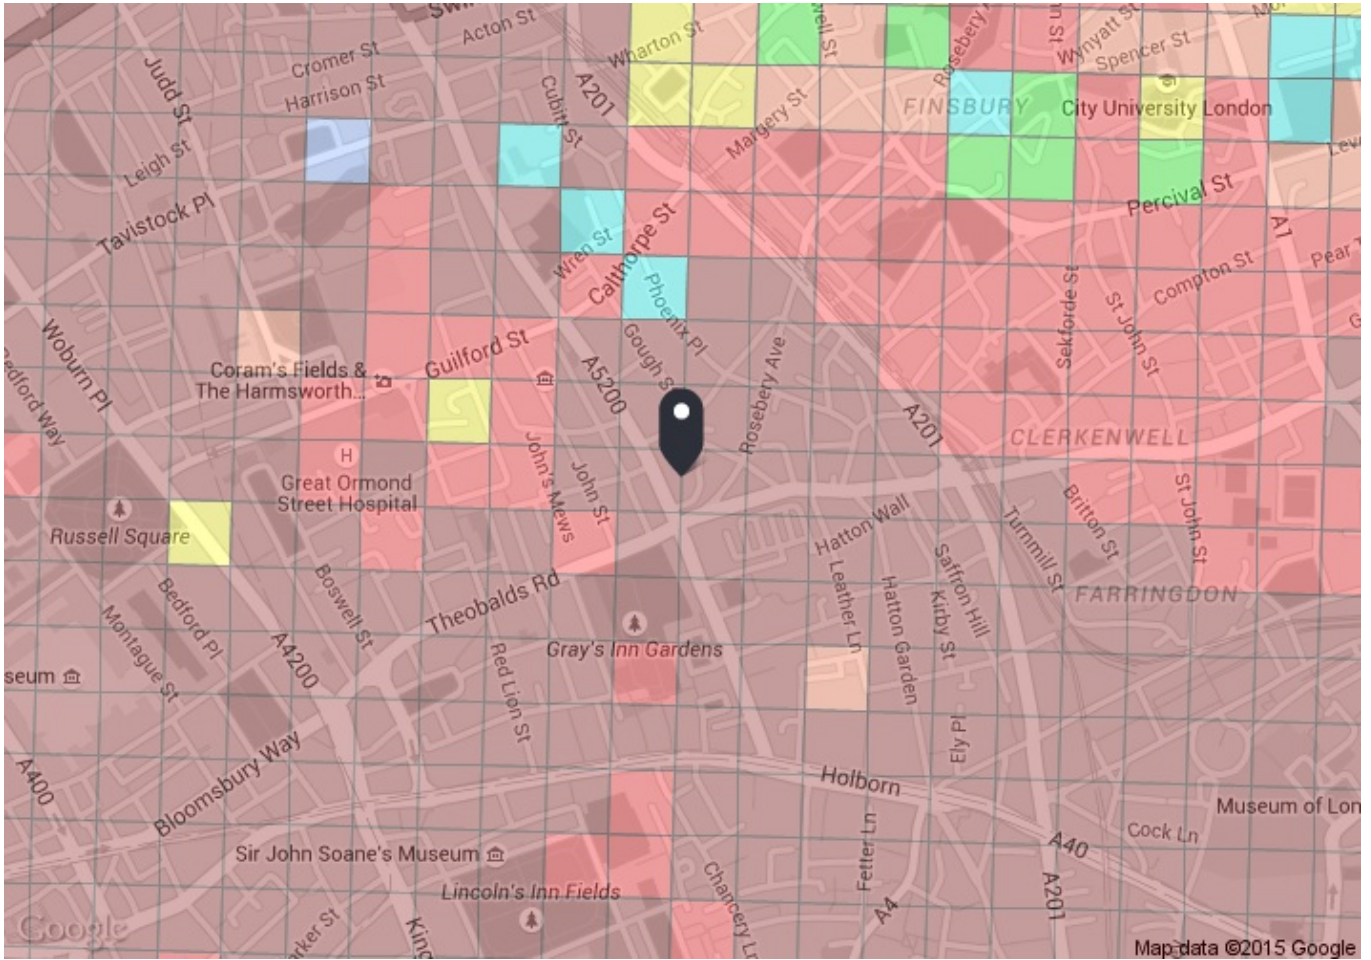 Acton St
Cromer St
Harrison St
Judd St
Leigh St
Tavistock Pl
Cubitt St
A201
Wharton St
Margery St
FINSBURY
Wynyatt St
Spencer St
City University London
Percival St
A1
Wren St
Calthorpe St
Phoenix Pl
Gough S
Compton St
Sekforde St
St John St
Woburn Pl
Bedford Way
Coram's Fields &
The Harmsworth...
Guilford St
A5200
Rosebery Ave
A201
CLERKENWELL
H
Great Ormond
Street Hospital
John's Mews
John St
Russell Square
Hatton Wall
Turnmill St
Britton St
St John St
FARRINGDON
Bedford Pl
Montague St
Boswell St
A4200
Theobalds Rd
Gray's Inn Gardens
Leather Ln
Hatton Garden
Saffron Hill
Kirby St
seum
Red Lion St
Ely Pl
A400
Bloomsbury Way
Holborn
Museum of Lon
Cock Ln
A40
Sir John Soane's Museum
Lincoln's Inn Fields
Fetter Ln
A4
A201
Chancery Ln
King
Google
Map data ©2015 Google